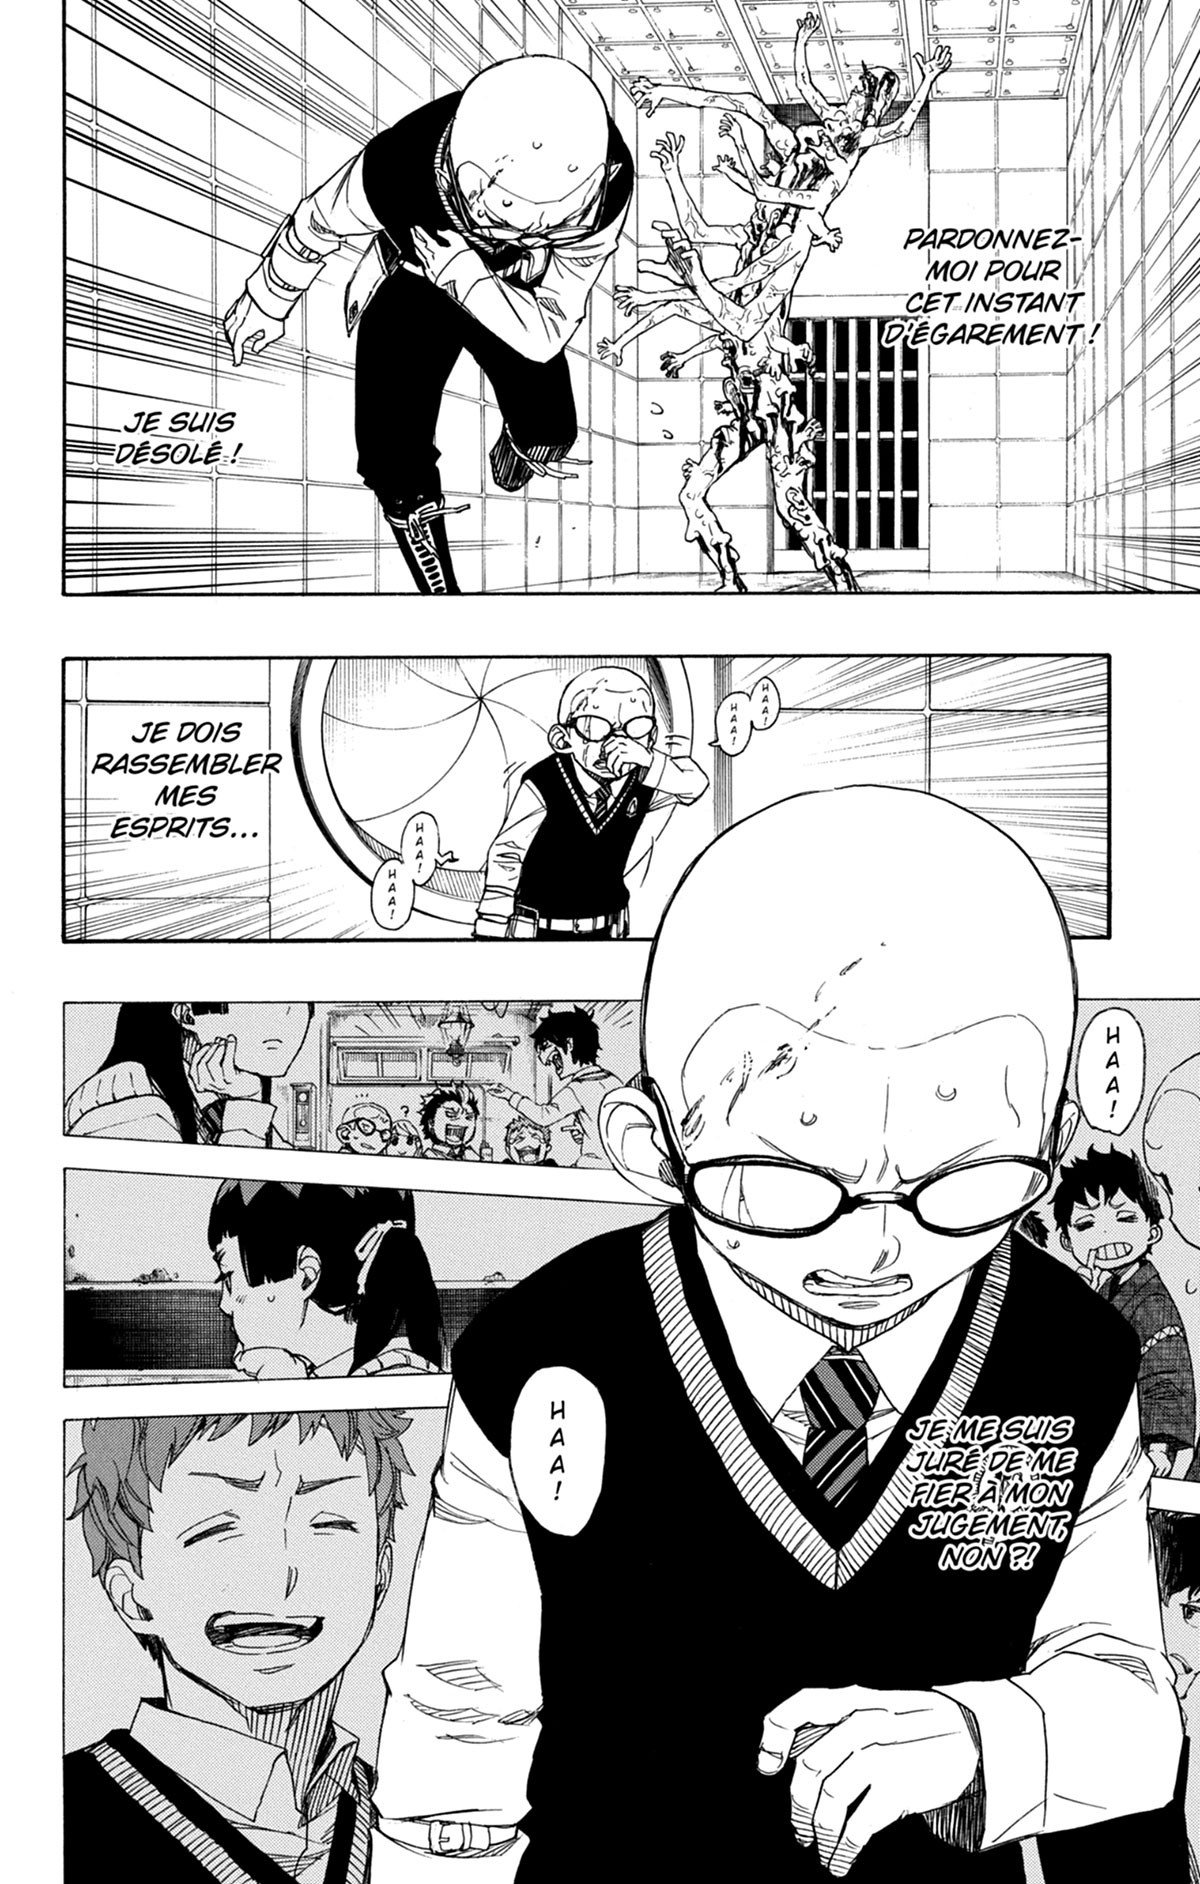 PARDONNEZ-
MOI POUR
CET INSTANT
D'ÉGAREMENT !
JE SUIS
DÉSOLÉ !
HAA!
HAA!
JE DOIS
RASSEMBLER
MES
ESPRITS...
HAA!
HAA!
HAA!
?
JE ME SUIS
JURÉ DE ME
FIER À MON
JUGEMENT,
NON ?!
HAA!